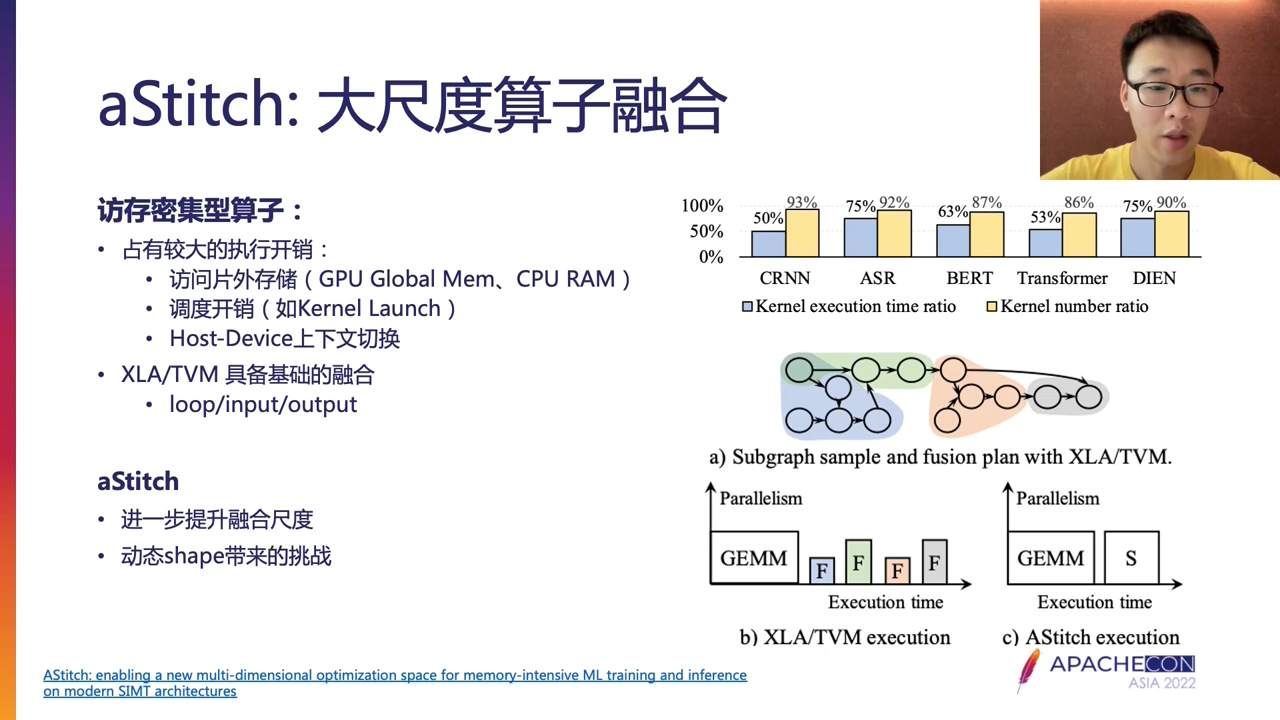 aStitch: 大尺度算子融合
访存密集型算子：
• 占有较大的执行开销：
• 访问片外存储（GPU Global Mem、CPU RAM）
• 调度开销（如Kernel Launch）
• Host-Device上下文切换
• XLA/TVM 具备基础的融合
• loop/input/output
aStitch
• 进一步提升融合尺度
• 动态shape带来的挑战
100%
50%
0%
50% 93% 75% 92% 63% 87% 53% 86% 75% 90%
CRNN ASR BERT Transformer DIEN
Kernel execution time ratio Kernel number ratio
a) Subgraph sample and fusion plan with XLA/TVM.
Parallelism
GEMM F F F F
Execution time
b) XLA/TVM execution
Parallelism
GEMM S
Execution time
c) AStitch execution
AStitch: enabling a new multi-dimensional optimization space for memory-intensive ML training and inference
on modern SIMT architectures
APACHECON
ASIA 2022